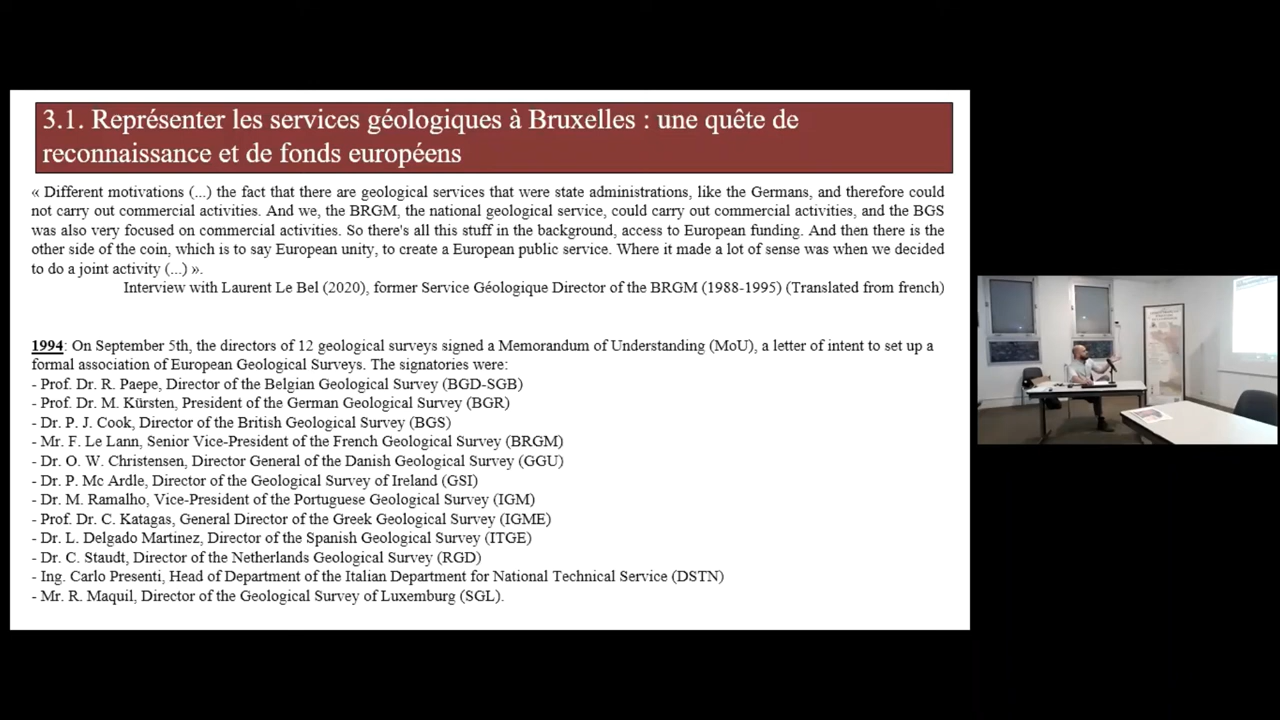 3.1. Représenter les services géologiques à Bruxelles : une quête de
reconnaissance et de fonds européens
« Different motivations (...) the fact that there are geological services that were state administrations, like the Germans, and therefore could
not carry out commercial activities. And we, the BRGM, the national geological service, could carry out commercial activities, and the BGS
was also very focused on commercial activities. So there's all this stuff in the background, access to European funding. And then there is the
other side of the coin, which is to say European unity, to create a European public service. Where it made a lot of sense was when we decided
to do a joint activity (...) ».
Interview with Laurent Le Bel (2020), former Service Géologique Director of the BRGM (1988-1995) (Translated from french)
1994: On September 5th, the directors of 12 geological surveys signed a Memorandum of Understanding (MoU), a letter of intent to set up a
formal association of European Geological Surveys. The signatories were:
- Prof. Dr. R. Paepe, Director of the Belgian Geological Survey (BGD-SGB)
- Prof. Dr. M. Kürsten, President of the German Geological Survey (BGR)
- Dr. P. J. Cook, Director of the British Geological Survey (BGS)
- Mr. F. Le Lann, Senior Vice-President of the French Geological Survey (BRGM)
- Dr. O. W. Christensen, Director General of the Danish Geological Survey (GGU)
- Dr. P. Mc Ardle, Director of the Geological Survey of Ireland (GSI)
- Dr. M. Ramalho, Vice-President of the Portuguese Geological Survey (IGM)
- Prof. Dr. C. Katagas, General Director of the Greek Geological Survey (IGME)
- Dr. L. Delgado Martinez, Director of the Spanish Geological Survey (ITGE)
- Dr. C. Staudt, Director of the Netherlands Geological Survey (RGD)
- Ing. Carlo Presenti, Head of Department of the Italian Department for National Technical Service (DSTN)
- Mr. R. Maquil, Director of the Geological Survey of Luxemburg (SGL).